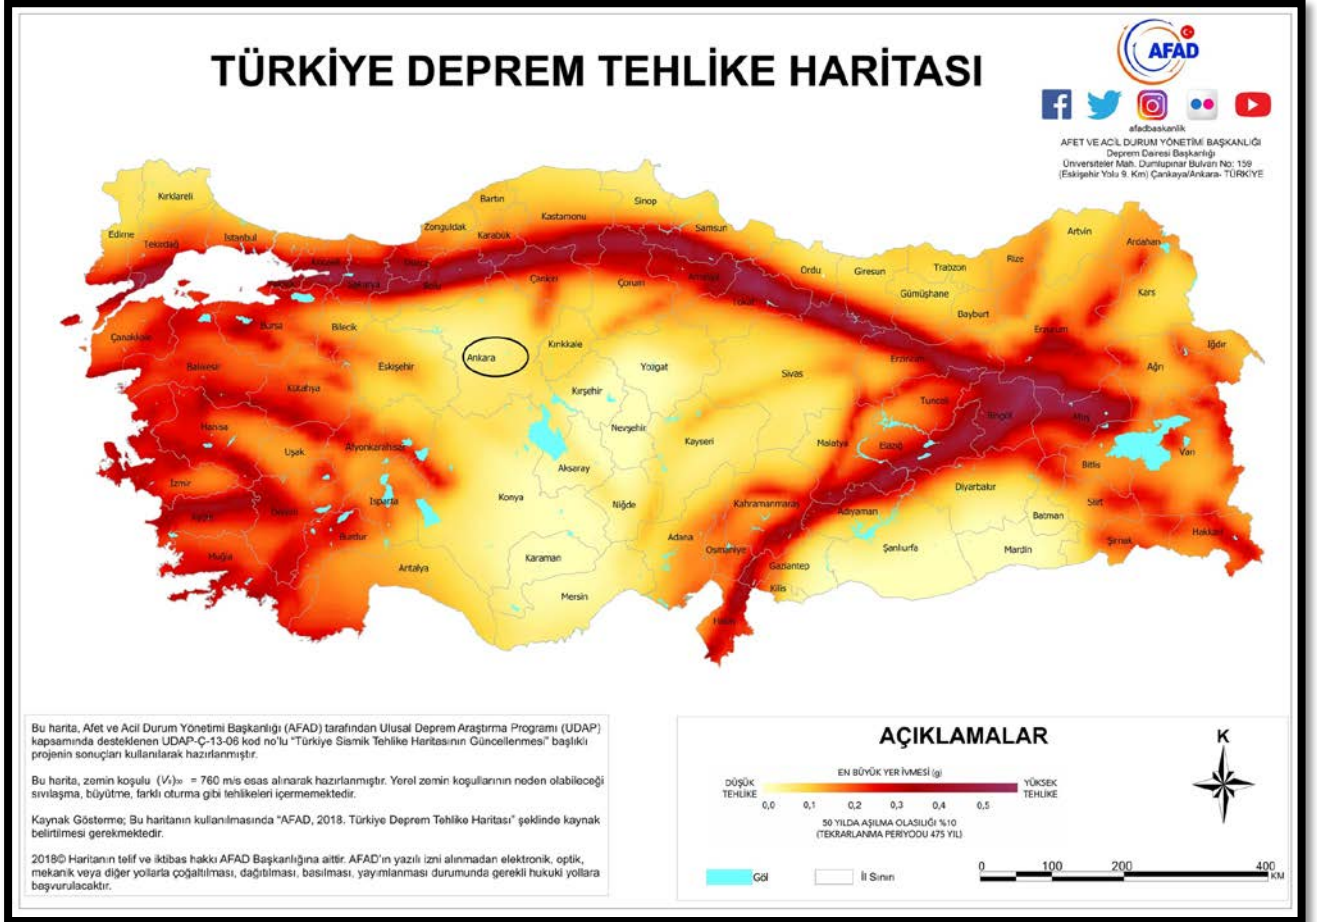 TÜRKİYE DEPREM TEHLİKE HARİTASI
AFAD
afadbaskanlik
AFET VE ACİL DURUM YÖNETİMİ BAŞKANLIĞI
Deprem Dairesi Başkanlığı
Üniversiteler Mah. Dumlupınar Bulvarı No: 159
(Eskişehir Yolu 9. Km) Çankaya/Ankara- TÜRKİYE
Kırklareli
Edirne
Tekirdağ
İstanbul
Zonguldak
Bartın
Karabük
Kastamonu
Sinop
Samsun
Ordu
Giresun
Trabzon
Rize
Artvin
Ardahan
Kars
Gümüşhane
Bayburt
Erzurum
Iğdır
Ağrı
Sakarya
Bolu
Çankırı
Çorum
Amasya
Tokat
Çanakkale
Bursa
Bilecik
Eskişehir
Ankara
Kırıkkale
Yozgat
Sivas
Erzincan
Tunceli
Bingöl
Muş
Balıkesir
Kütahya
Kırşehir
Nevşehir
Kayseri
Malatya
Elazığ
Bitlis
Van
Manisa
Uşak
Afyonkarahisar
Aksaray
İzmir
Isparta
Konya
Niğde
Kahramanmaraş
Adıyaman
Diyarbakır
Batman
Siirt
Aydın
Denizli
Burdur
Adana
Osmaniye
Gaziantep
Şanlıurfa
Mardin
Şırnak
Hakkari
Muğla
Antalya
Karaman
Mersin
Kilis
Hatay
Bu harita, Afet ve Acil Durum Yönetimi Başkanlığı (AFAD) tarafından Ulusal Deprem Araştırma Programı (UDAP)
kapsamında desteklenen UDAP-Ç-13-06 kod no'lu "Türkiye Sismik Tehlike Haritasının Güncellenmesi" başlıklı
projenin sonuçları kullanılarak hazırlanmıştır.
Bu harita, zemin koşulu (Vₛ)₃₀ = 760 m/s esas alınarak hazırlanmıştır. Yerel zemin koşullarının neden olabileceği
sıvılaşma, büyütme, farklı oturma gibi tehlikeleri içermemektedir.
Kaynak Gösterme; Bu haritanın kullanılmasında "AFAD, 2018. Türkiye Deprem Tehlike Haritası" şeklinde kaynak
belirtilmesi gerekmektedir.
2018© Haritanın telif ve iktibas hakkı AFAD Başkanlığına aittir. AFAD'ın yazılı izni alınmadan elektronik, optik,
mekanik veya diğer yollarla çoğaltılması, dağıtılması, basılması, yayımlanması durumunda gerekli hukuki yollara
başvurulacaktır.
AÇIKLAMALAR
EN BÜYÜK YER İVMESİ (g)
DÜŞÜK
TEHLİKE
YÜKSEK
TEHLİKE
0,0 0,1 0,2 0,3 0,4 0,5
50 YILDA AŞILMA OLASILIĞI %10
(TEKRARLANMA PERİYODU 475 YIL)
Göl
İl Sınırı
K
0 100 200 400
KM